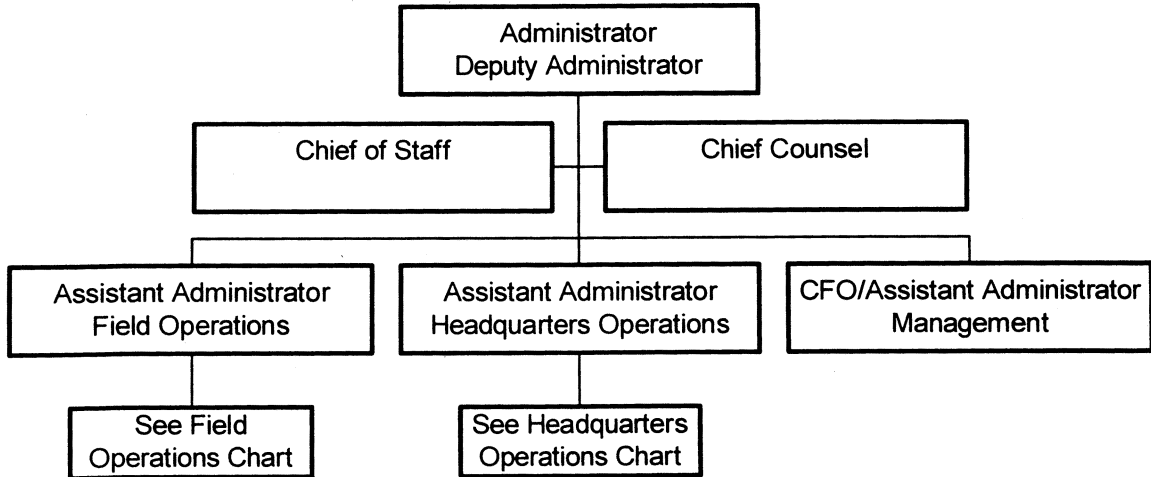 Administrator
Deputy Administrator
Chief of Staff
Chief Counsel
Assistant Administrator
Field Operations
Assistant Administrator
Headquarters Operations
CFO/Assistant Administrator
Management
See Field
Operations Chart
See Headquarters
Operations Chart